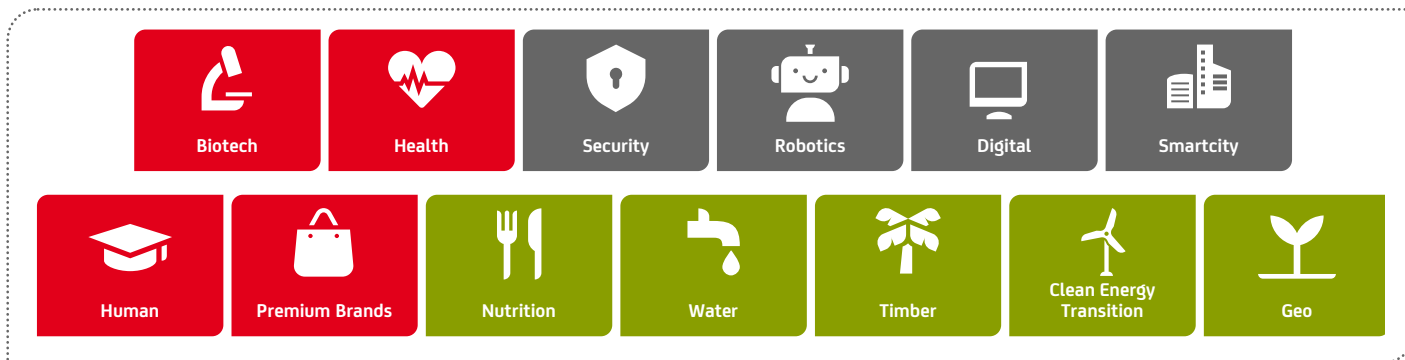 Biotech
Health
Security
Robotics
Digital
Smartcity
Human
Premium Brands
Nutrition
Water
Timber
Clean Energy
Transition
Geo